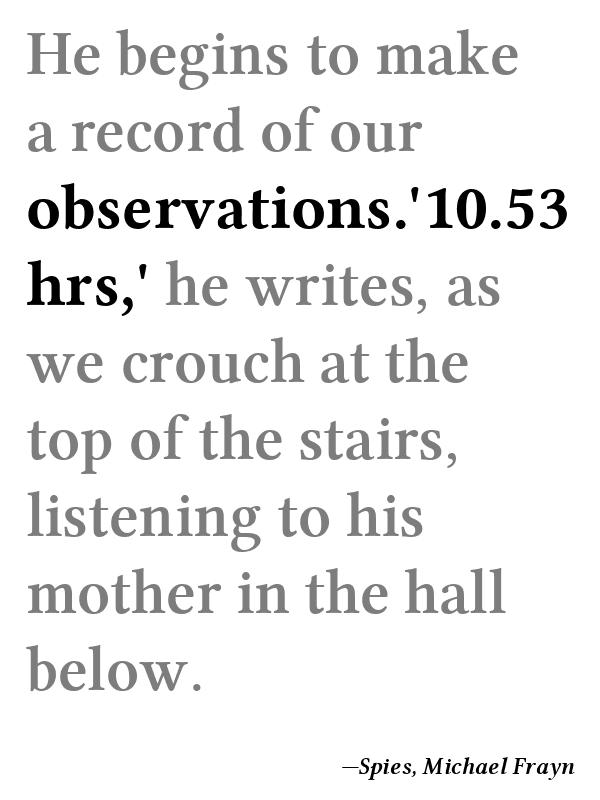 He begins to make
a record of our
observations.'10.53
hrs,' he writes, as
we crouch at the
top of the stairs,
listening to his
mother in the hall
below.
—Spies, Michael Frayn